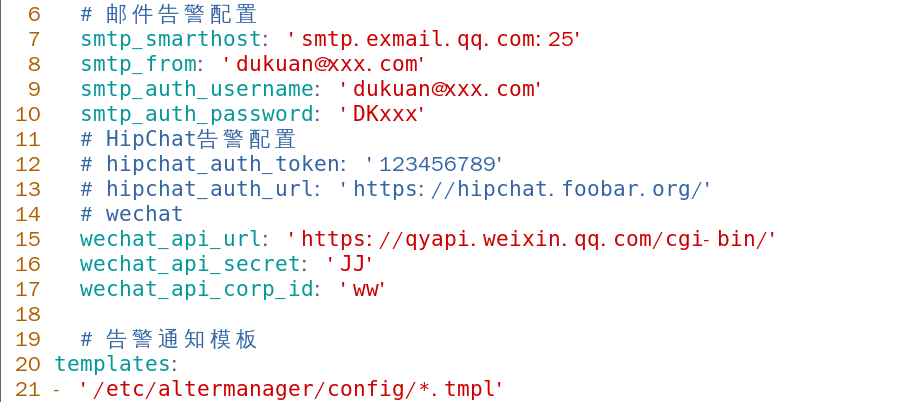 6 # 邮件告警配置
7 smtp_smarthost: 'smtp.exmail.qq.com:25'
8 smtp_from: 'dukuan@xxx.com'
9 smtp_auth_username: 'dukuan@xxx.com'
10 smtp_auth_password: 'DKxxx'
11 # HipChat告警配置
12 # hipchat_auth_token: '123456789'
13 # hipchat_auth_url: 'https://hipchat.foobar.org/'
14 # wechat
15 wechat_api_url: 'https://qyapi.weixin.qq.com/cgi-bin/'
16 wechat_api_secret: 'JJ'
17 wechat_api_corp_id: 'ww'
18
19 # 告警通知模板
20 templates:
21 - '/etc/altermanager/config/*.tmpl'